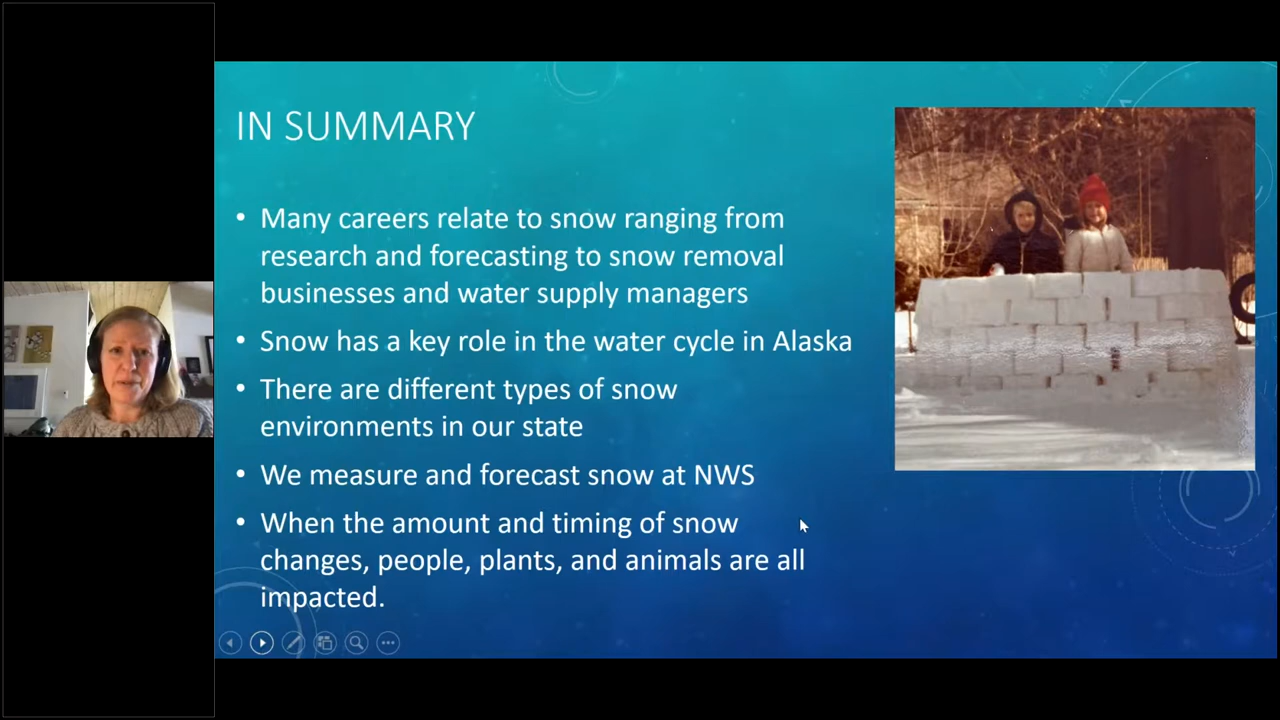 IN SUMMARY
• Many careers relate to snow ranging from
research and forecasting to snow removal
businesses and water supply managers
• Snow has a key role in the water cycle in Alaska
• There are different types of snow
environments in our state
• We measure and forecast snow at NWS
• When the amount and timing of snow
changes, people, plants, and animals are all
impacted.